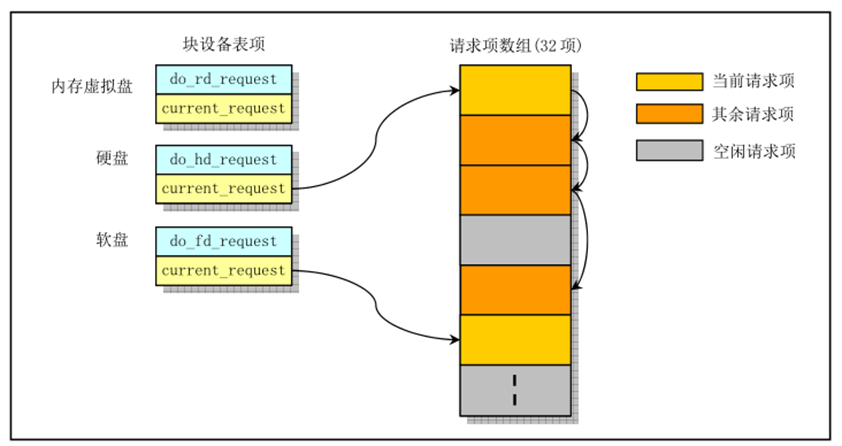 块设备表项
请求项数组(32 项)
内存虚拟盘
do_rd_request
current_request
硬盘
do_hd_request
current_request
软盘
do_fd_request
current_request
当前请求项
其余请求项
空闲请求项